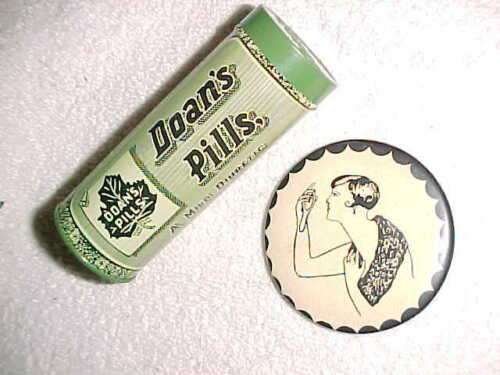 Doan's
Pills.
A Mild Diuretic
DOAN'S
PILLS